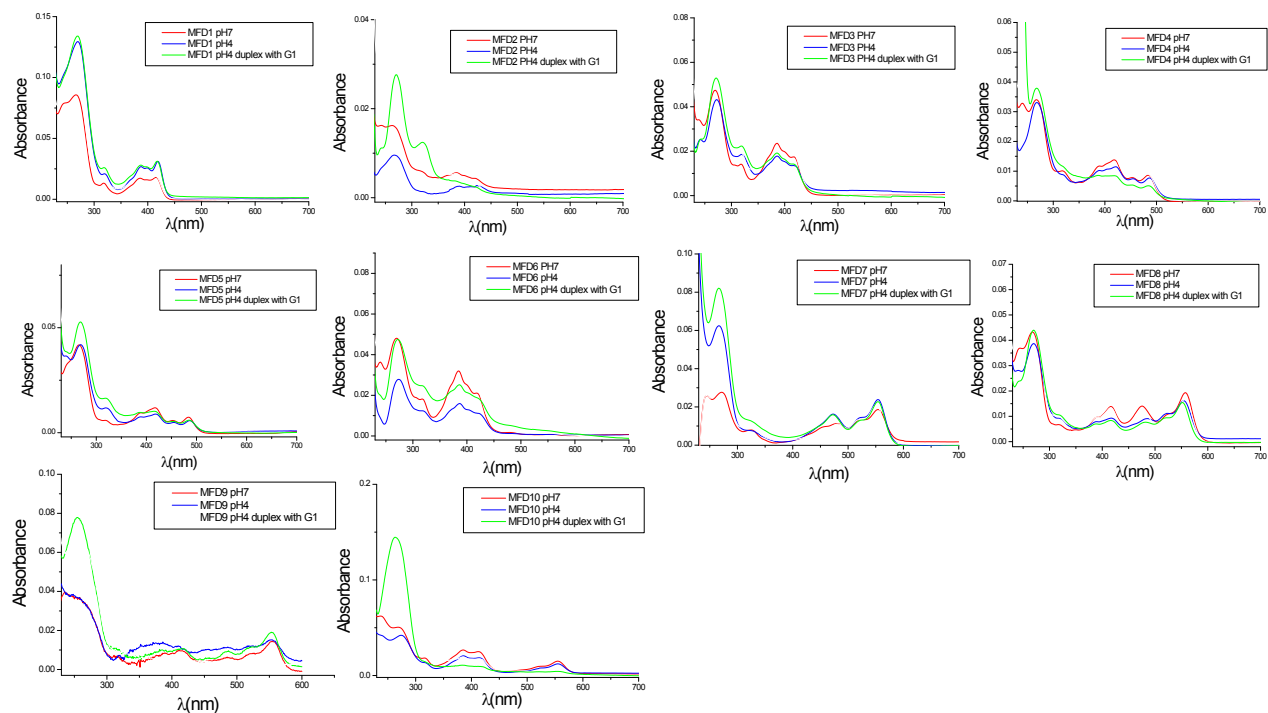 0.15
0.10
0.05
0.00
Absorbance
MFD1 pH7
MFD1 pH4
MFD1 pH4 duplex with G1
300 400 500 600 700
λ(nm)
0.04
0.02
0.00
Absorbance
MFD2 PH7
MFD2 PH4
MFD2 PH4 duplex with G1
300 400 500 600 700
λ(nm)
0.08
0.06
0.04
0.02
0.00
Absorbance
MFD3 PH7
MFD3 PH4
MFD3 PH4 duplex with G1
300 400 500 600 700
λ(nm)
0.06
0.04
0.02
0.00
Absorbance
MFD4 pH7
MFD4 pH4
MFD4 pH4 duplex with G1
300 400 500 600 700
λ(nm)
0.05
0.00
Absorbance
MFD5 pH7
MFD5 pH4
MFD5 pH4 duplex with G1
300 400 500 600 700
λ(nm)
0.08
0.06
0.04
0.02
0.00
Absorbance
MFD6 PH7
MFD6 pH4
MFD6 pH4 duplex with G1
300 400 500 600 700
λ(nm)
0.10
0.08
0.06
0.04
0.02
0.00
Absorbance
MFD7 pH7
MFD7 pH4
MFD7 pH4 duplex with G1
300 400 500 600 700
λ(nm)
0.07
0.06
0.04
0.03
0.01
0.00
Absorbance
MFD8 pH7
MFD8 pH4
MFD8 pH4 duplex with G1
300 400 500 600 700
λ(nm)
0.08
0.06
0.04
0.02
0.00
Absorbance
MFD9 pH7
MFD9 pH4
MFD9 pH4 duplex with G1
300 400 500 600
λ(nm)
0.2
0.1
0.0
Absorbance
MFD10 pH7
MFD10 pH4
MFD10 pH4 duplex with G1
300 400 500 600 700
λ(nm)